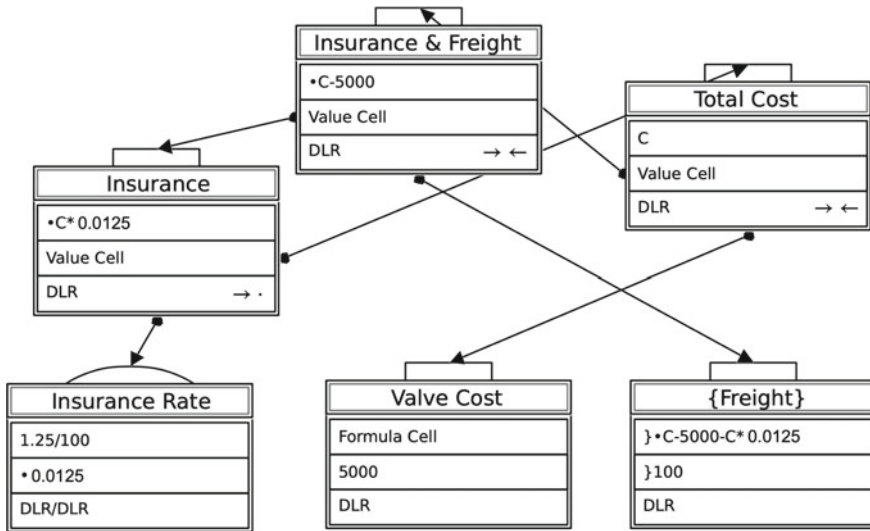 Insurance & Freight
•C-5000
Value Cell
DLR → ←
Total Cost
C
Value Cell
DLR → ←
Insurance
•C* 0.0125
Value Cell
DLR → ·
Insurance Rate
1.25/100
•0.0125
DLR/DLR
Valve Cost
Formula Cell
5000
DLR
{Freight}
}•C-5000-C* 0.0125
}100
DLR